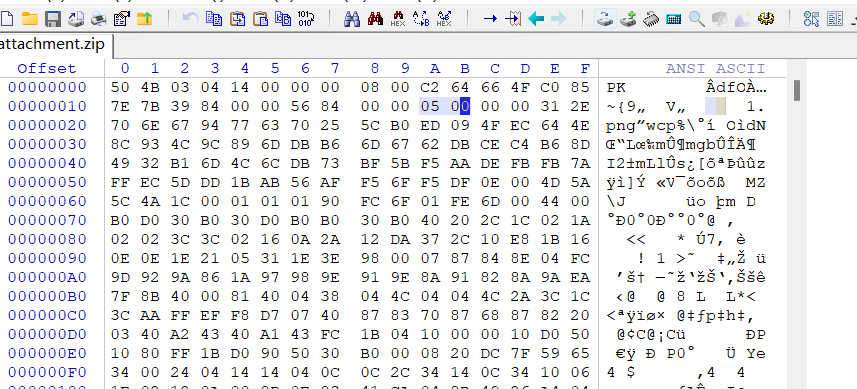 attachment.zip
Offset 0 1 2 3 4 5 6 7 8 9 A B C D E F ANSI ASCII
00000000 50 4B 03 04 14 00 00 00 08 00 C2 64 66 4F C0 85 PK ÂdfOÀ…
00000010 7E 7B 39 84 00 00 56 84 00 00 05 00 00 00 31 2E ~{9„ V„ 1.
00000020 70 6E 67 94 77 63 70 25 5C B0 ED 09 4F EC 64 4E png”wcp%\°í OìdN
00000030 8C 93 4C 9C 89 6D DB B6 6D 67 62 DB CE C4 B6 8D Œ“Lœ‰mÛ¶mgbÛÎÄ¶
00000040 49 32 B1 6D 4C 6C DB 73 BF 5B F5 AA DE FB FB 7A I2±mLlÛs¿[õªÞûûz
00000050 FF EC 5D DD 1B AB 56 AF F5 6F F5 DF 0E 00 4D 5A ÿì]Ý «V¯õoõß MZ
00000060 5C 4A 1C 00 01 01 01 90 FC 6F 01 FE 6D 00 44 00 \J üo þm D
00000070 B0 D0 30 B0 30 D0 B0 B0 30 B0 40 20 2C 1C 02 1A °Ð0°0Ð°°0°@ ,
00000080 02 02 3C 3C 02 16 0A 2A 12 DA 37 2C 10 E8 1B 16 << * Ú7, è
00000090 0E 0E 1E 21 05 31 1E 3E 98 00 07 87 84 8E 04 FC ! 1 >˜ ‡„Ž ü
000000A0 9D 92 9A 86 1A 97 98 9E 91 9E 8A 91 82 8A 9A EA ’š† —˜ž‘žŠ‘‚Ššê
000000B0 7F 8B 40 00 81 40 04 38 04 4C 04 4C 4C 2A 3C 1C ‹@ @ 8 L L*<
000000C0 3C AA FF EF F8 D7 07 40 87 83 70 87 68 87 82 20 <ªÿïø× @‡ƒp‡h‡‚
000000D0 03 40 A2 43 40 A1 43 FC 1B 04 10 00 00 10 D0 50 @¢C@¡Cü ÐP
000000E0 10 80 FF 1B D0 90 50 30 B0 00 08 20 DC 7F 59 65 €ÿ Ð P0° Ü Ye
000000F0 34 00 24 04 14 14 04 0C 0C 2C 34 14 0C 34 10 06 4 $ ,4 4